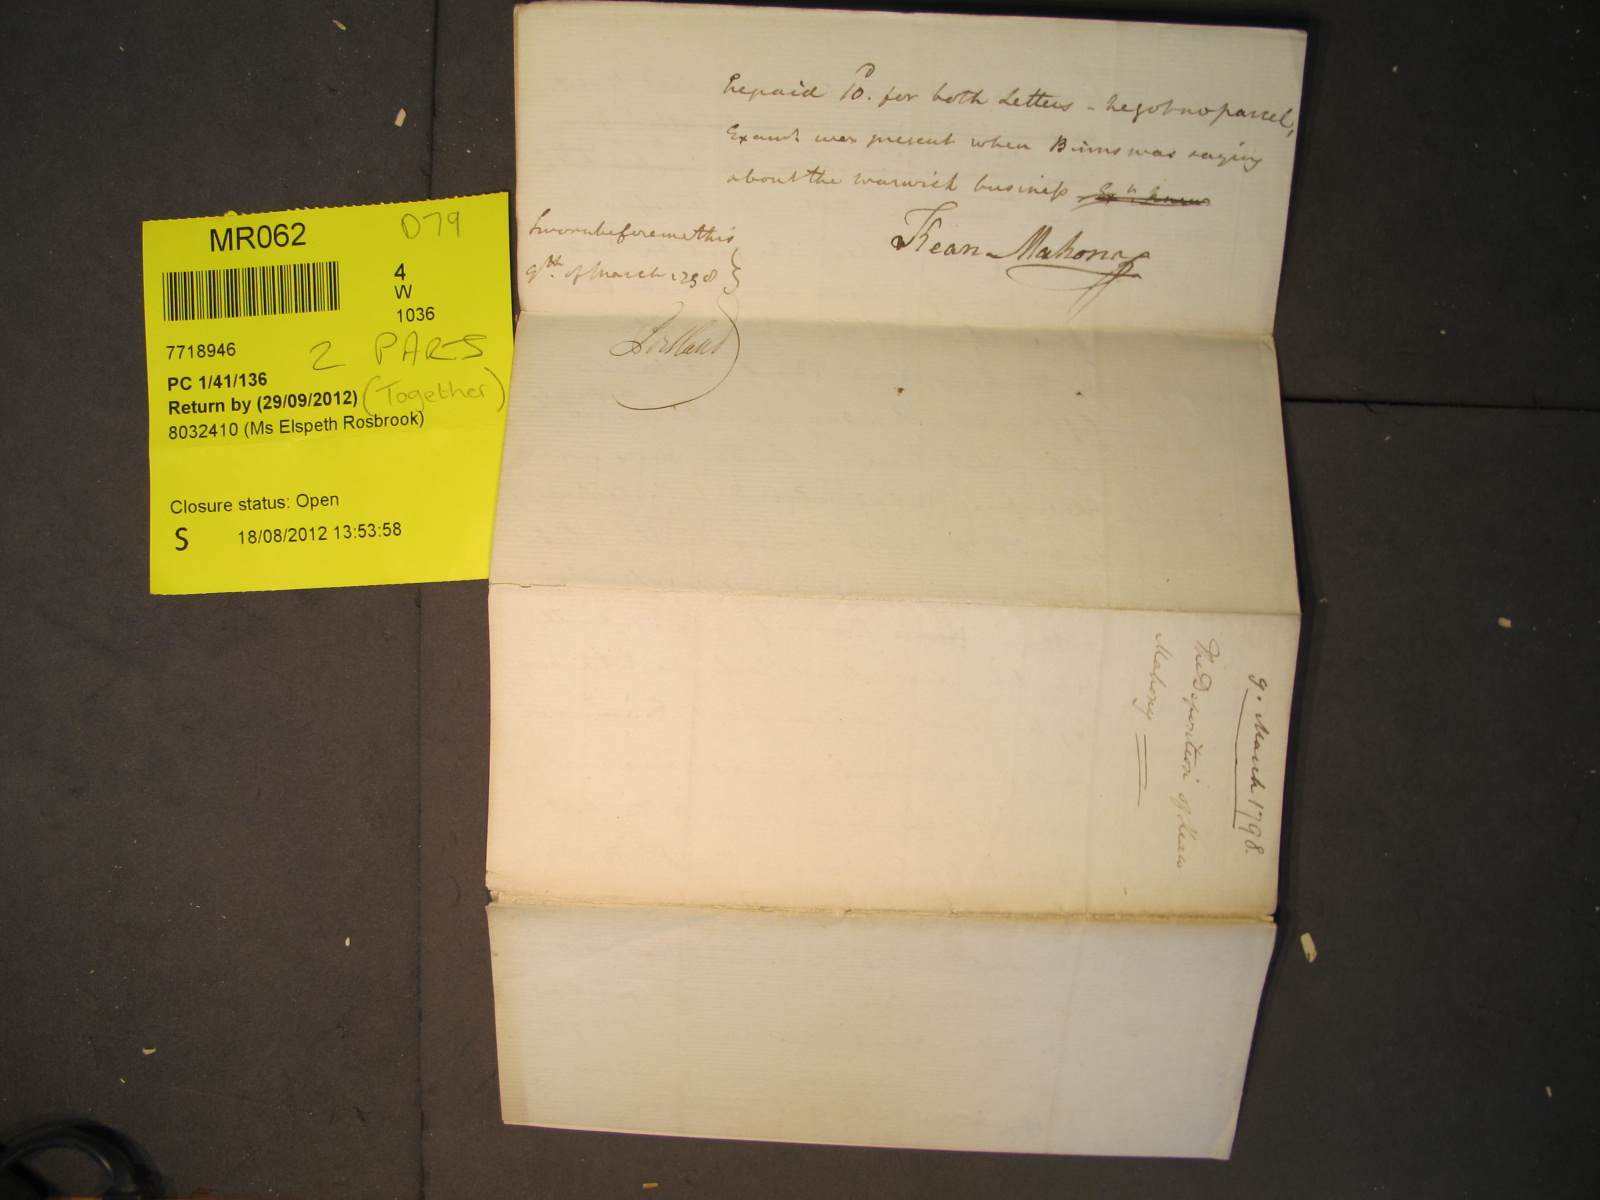 MR062
D79
4
W
1036
7718946
2 PARTS
PC 1/41/136
Return by (29/09/2012) (Together)
8032410 (Ms Elspeth Rosbrook)
Closure status: Open
S 18/08/2012 13:53:58
he paid 10.d for both Letters - he got no parcel,
Exam.t was present when Binns was saying
about the warwick business
Sworn before me this
9th. of March 1798
Kean Mahony
Portland
9. March 1798.
The Deposition of Kean
Mahony